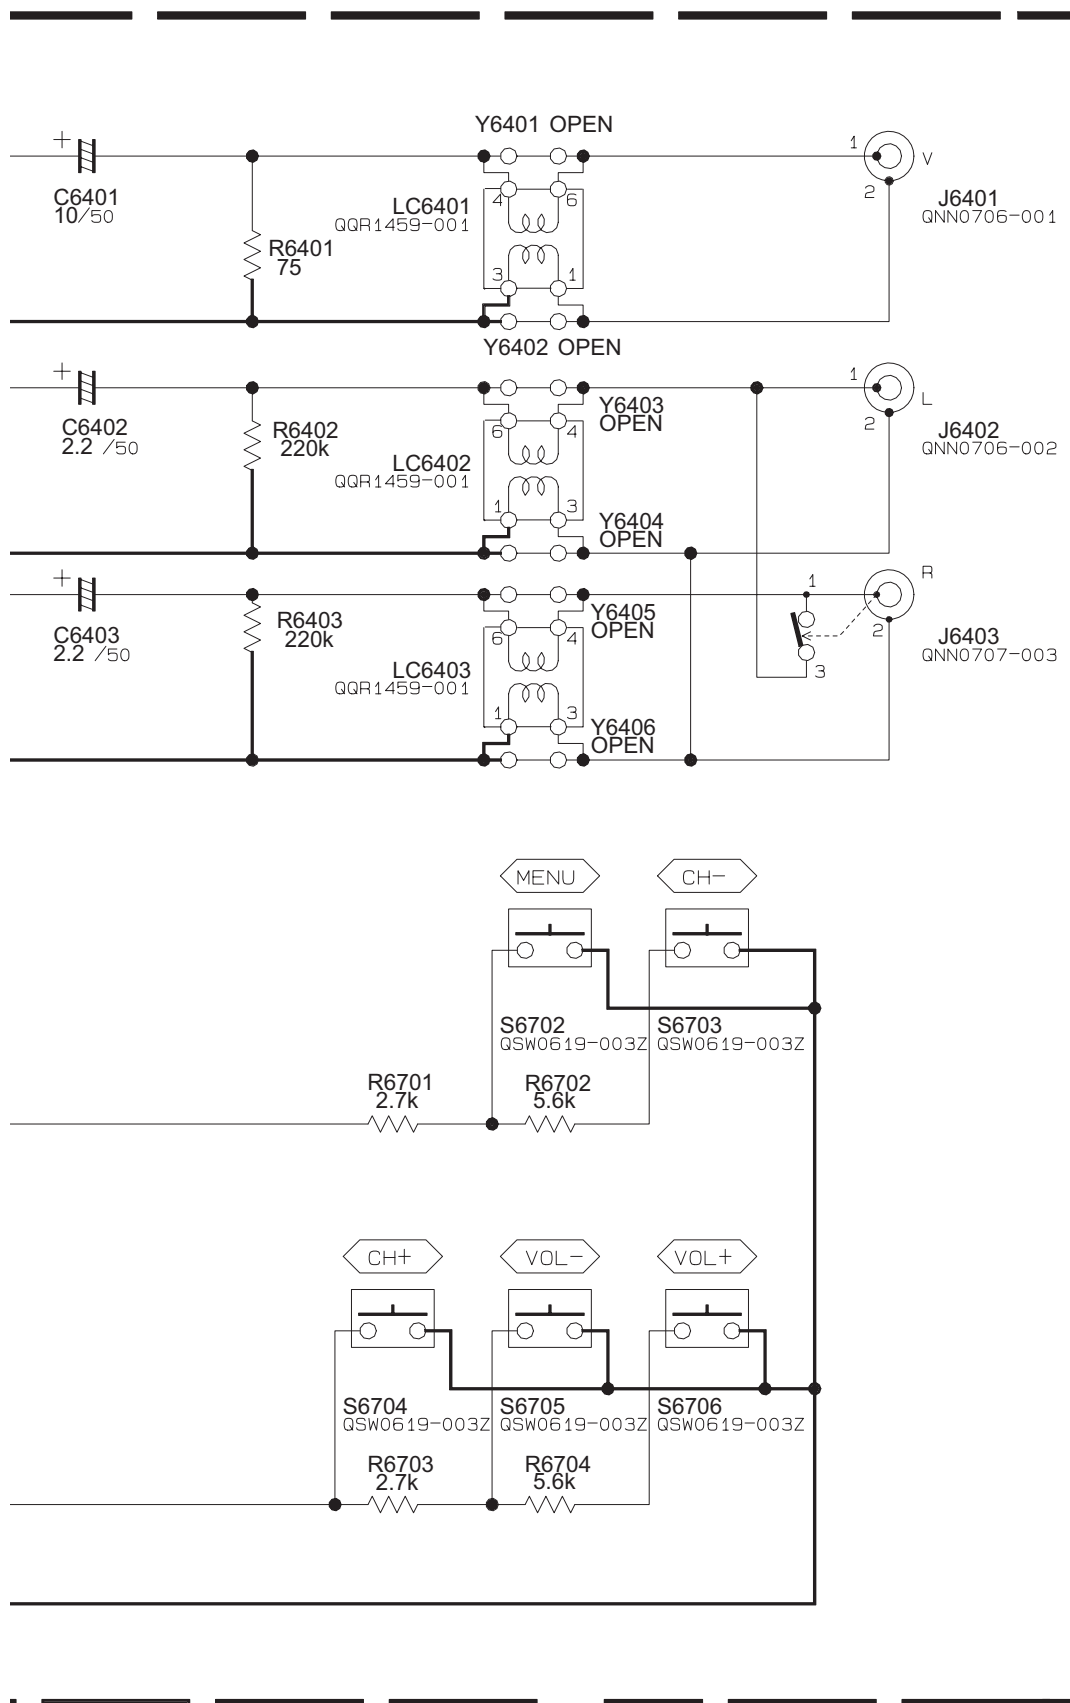 Y6401 OPEN
+
C6401
10/50
R6401
75
LC6401
QQR1459-001
4
6
3
1
1
2
V
J6401
QNN0706-001
Y6402 OPEN
+
C6402
2.2 /50
R6402
220k
LC6402
QQR1459-001
6
4
1
3
Y6403
OPEN
Y6404
OPEN
1
2
L
J6402
QNN0706-002
+
C6403
2.2 /50
R6403
220k
LC6403
QQR1459-001
6
4
1
3
Y6405
OPEN
Y6406
OPEN
1
3
2
R
J6403
QNN0707-003
MENU
CH-
S6702
QSW0619-003Z
S6703
QSW0619-003Z
R6701
2.7k
R6702
5.6k
CH+
VOL-
VOL+
S6704
QSW0619-003Z
S6705
QSW0619-003Z
S6706
QSW0619-003Z
R6703
2.7k
R6704
5.6k